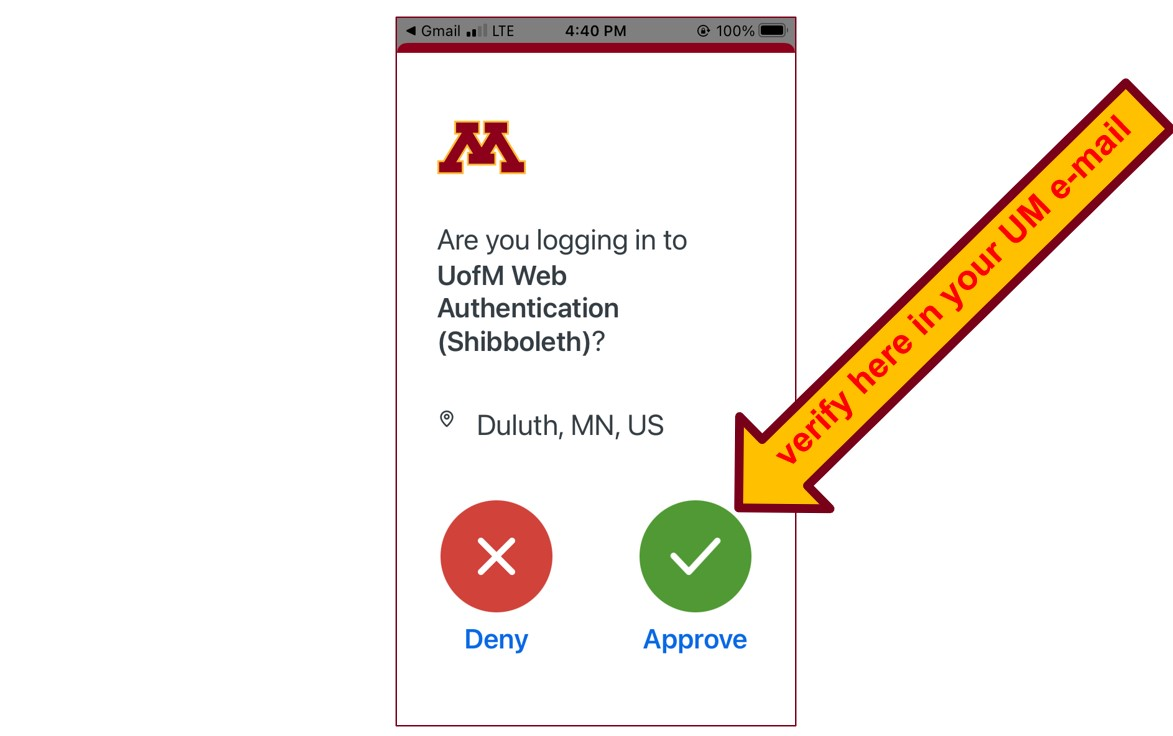 Gmail LTE 4:40 PM 100%
M
Are you logging in to
UofM Web
Authentication
(Shibboleth)?
Duluth, MN, US
verify here in your UM e-mail
Deny Approve